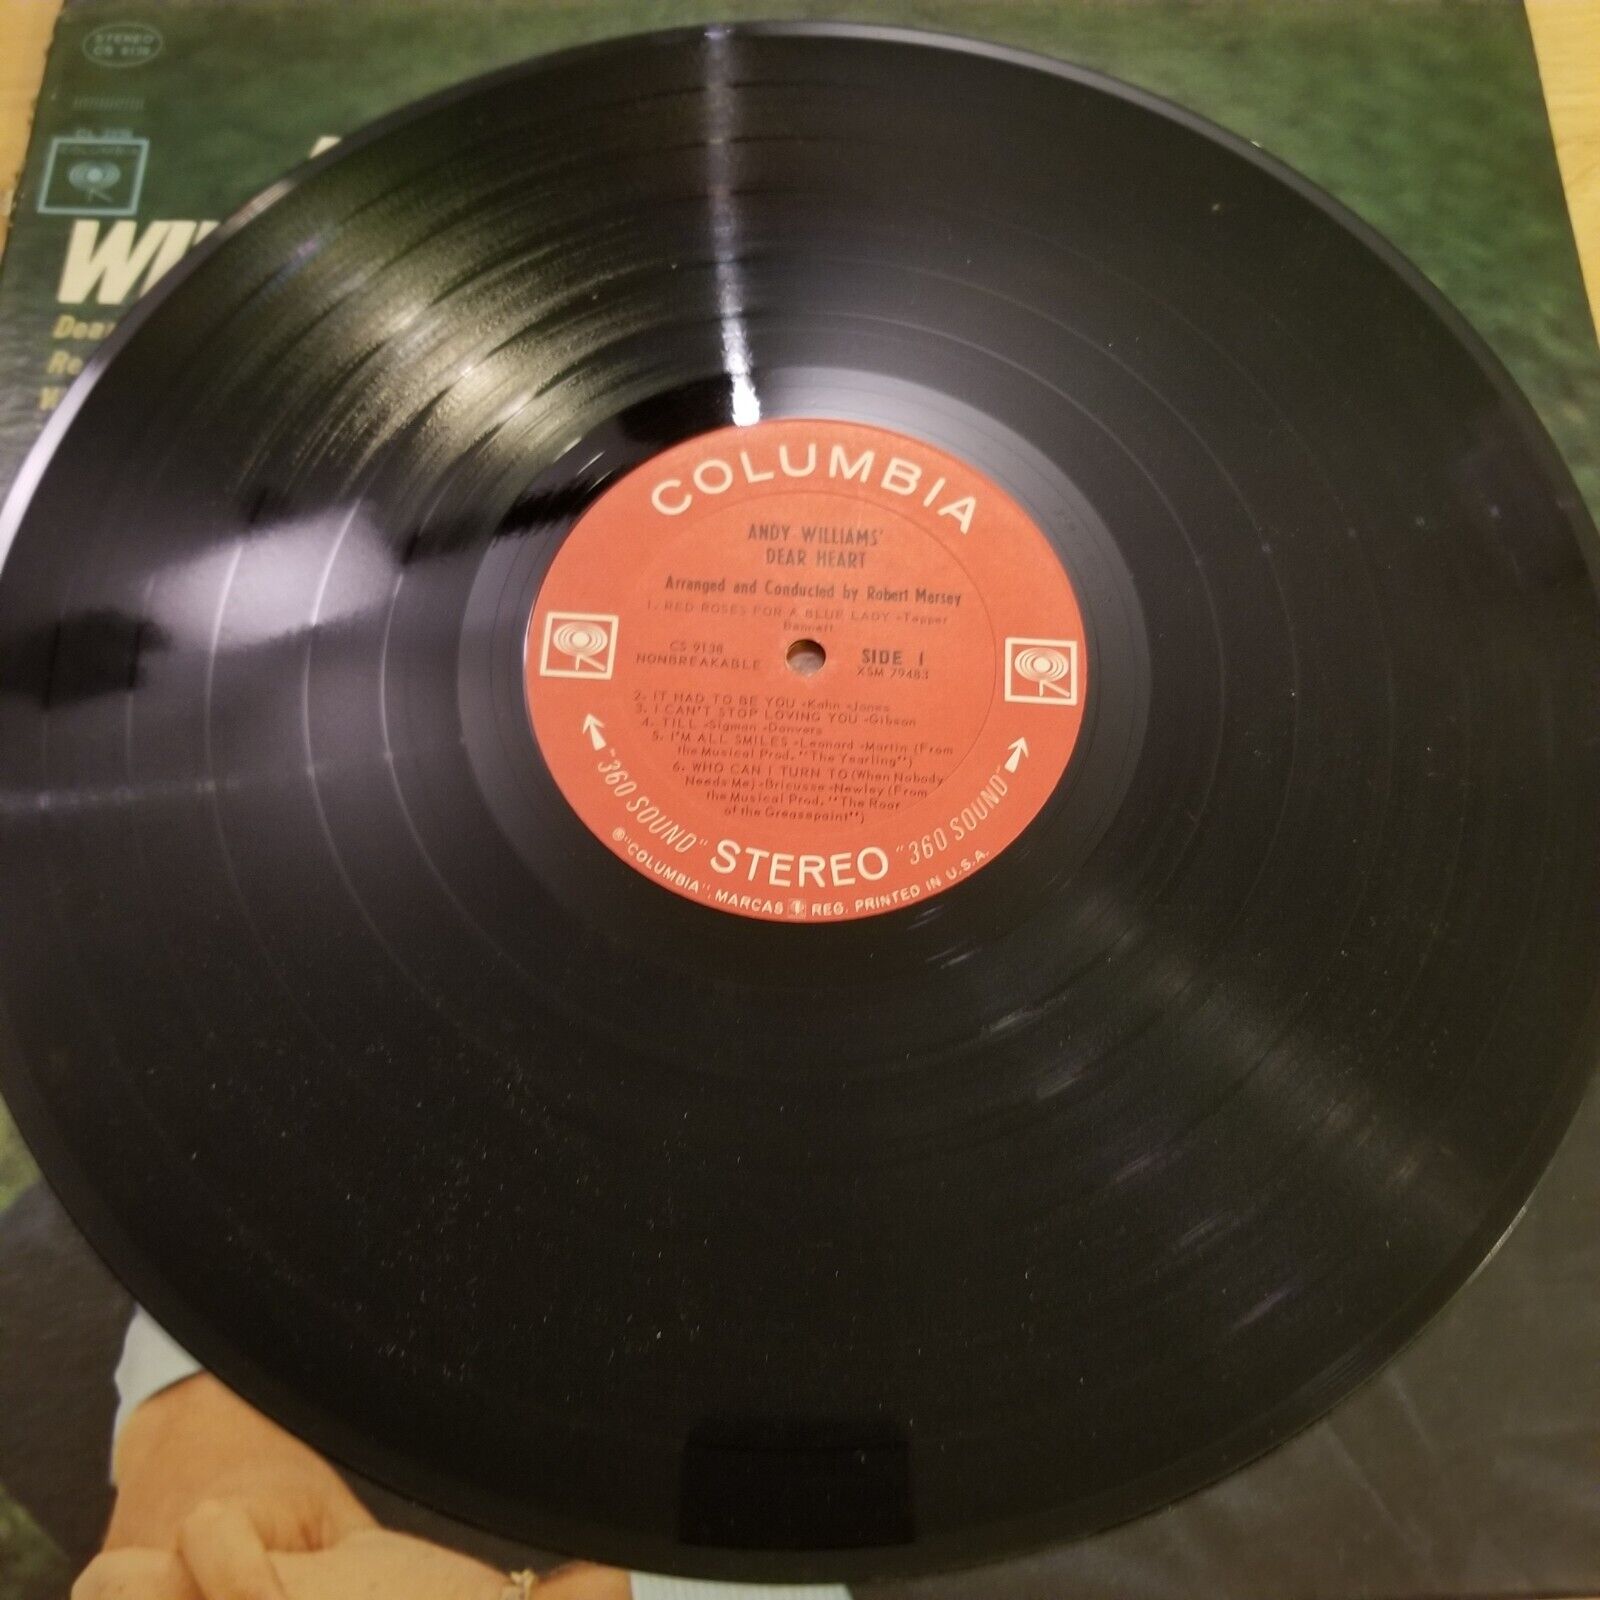 STEREO
CS 9138
COLUMBIA
WI
Dear
Re
COLUMBIA
ANDY WILLIAMS'
DEAR HEART
Arranged and Conducted by Robert Mersey
1. RED ROSES FOR A BLUE LADY -Tepper
Bennett
CS 9138
NONBREAKABLE
SIDE 1
XSM 79483
2. IT HAD TO BE YOU -Kahn -Jones
3. I CAN'T STOP LOVING YOU -Gibson
4. TILL -Sigman -Danvers
5. I'M ALL SMILES -Leonard -Martin (From
the Musical Prod. "The Yearling")
6. WHO CAN I TURN TO (When Nobody
Needs Me) -Bricusse -Newley (From
the Musical Prod. "The Roar
of the Greasepaint")
"360 SOUND" STEREO "360 SOUND"
® "COLUMBIA", MARCAS REG. PRINTED IN U.S.A.